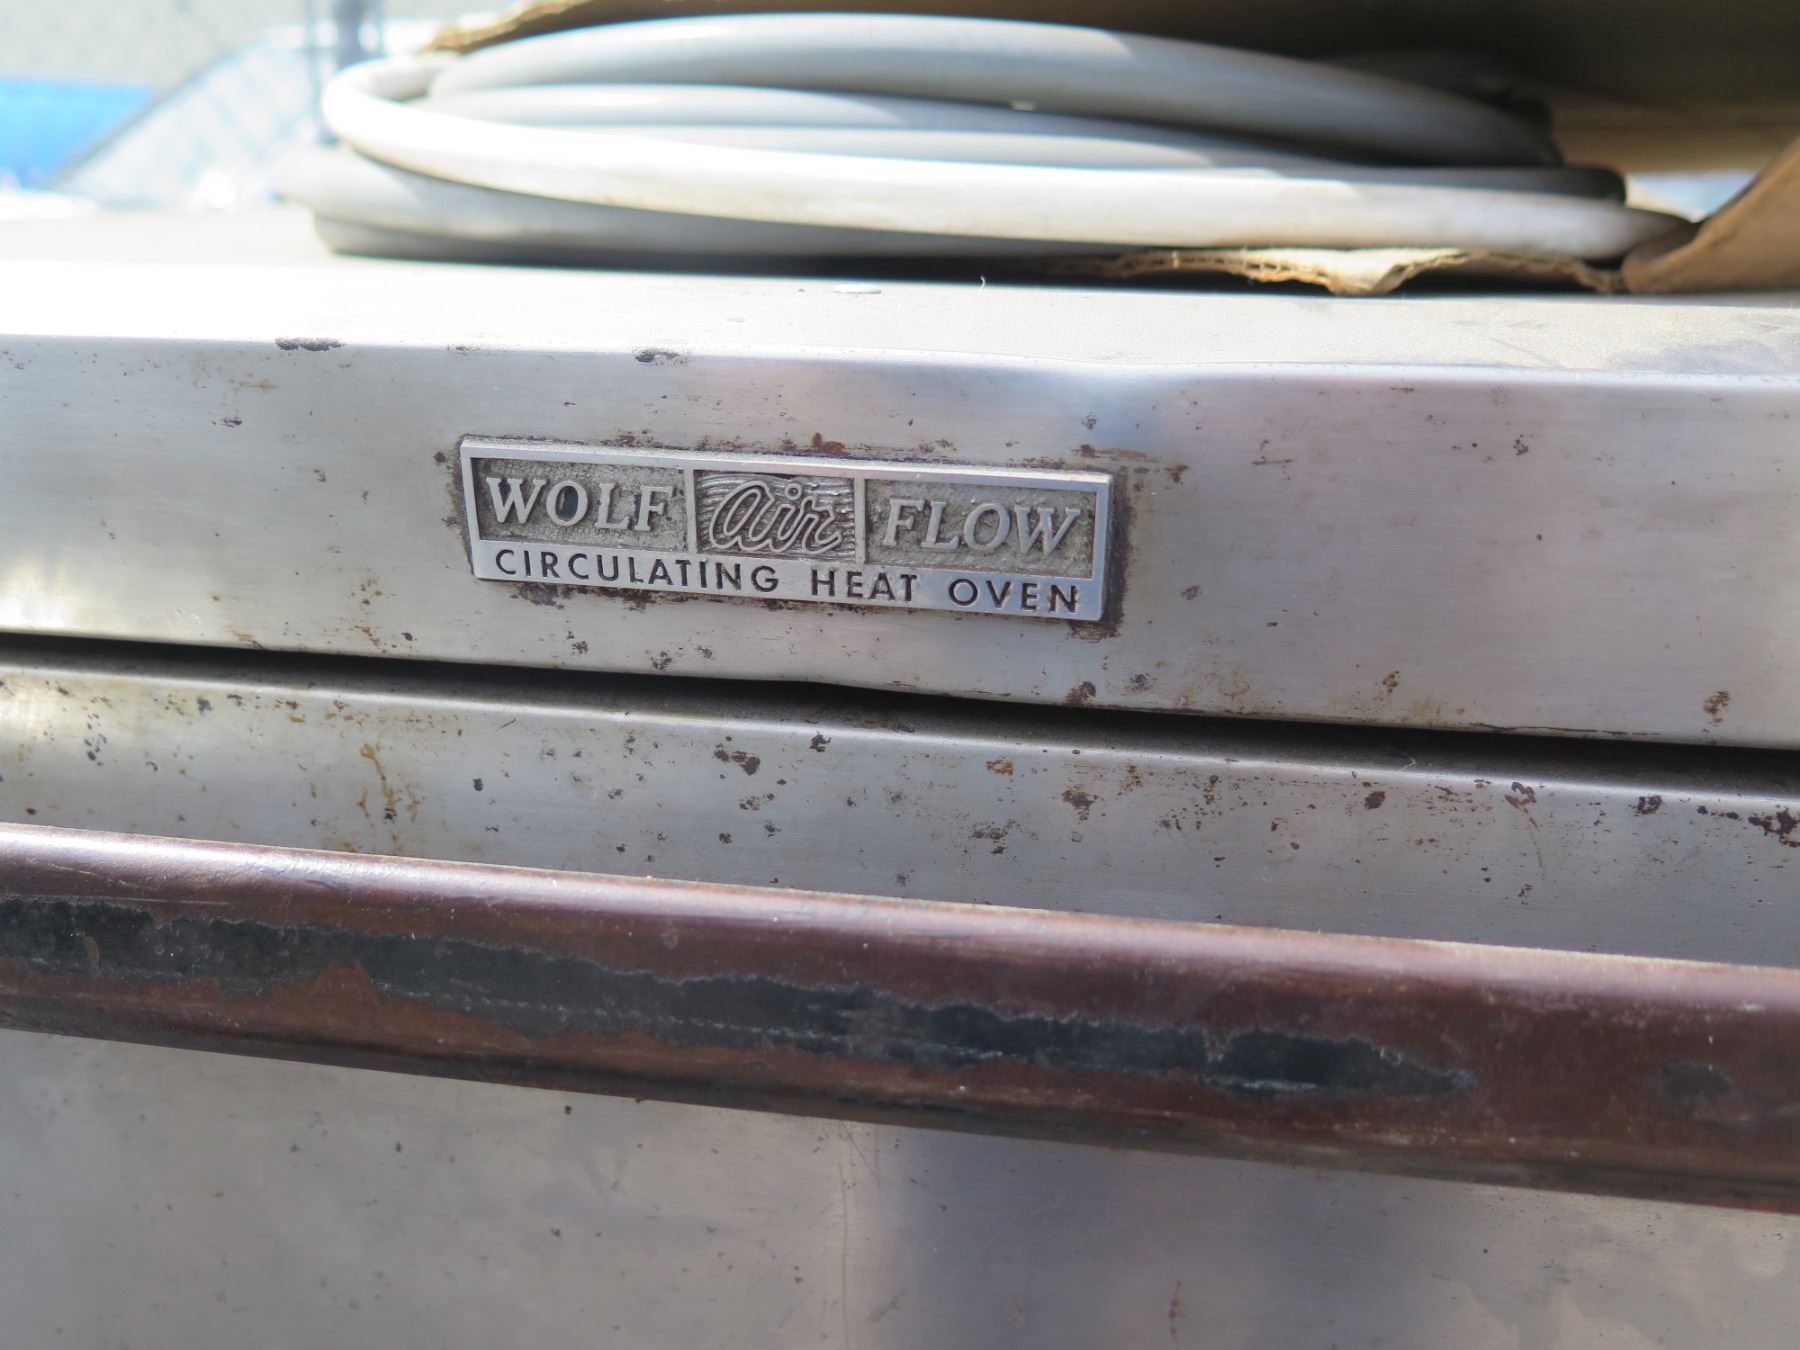 WOLF air FLOW
CIRCULATING HEAT OVEN